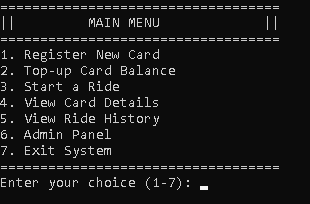 ===============================
||        MAIN MENU          ||
===============================
1. Register New Card
2. Top-up Card Balance
3. Start a Ride
4. View Card Details
5. View Ride History
6. Admin Panel
7. Exit System
===============================
Enter your choice (1-7): _